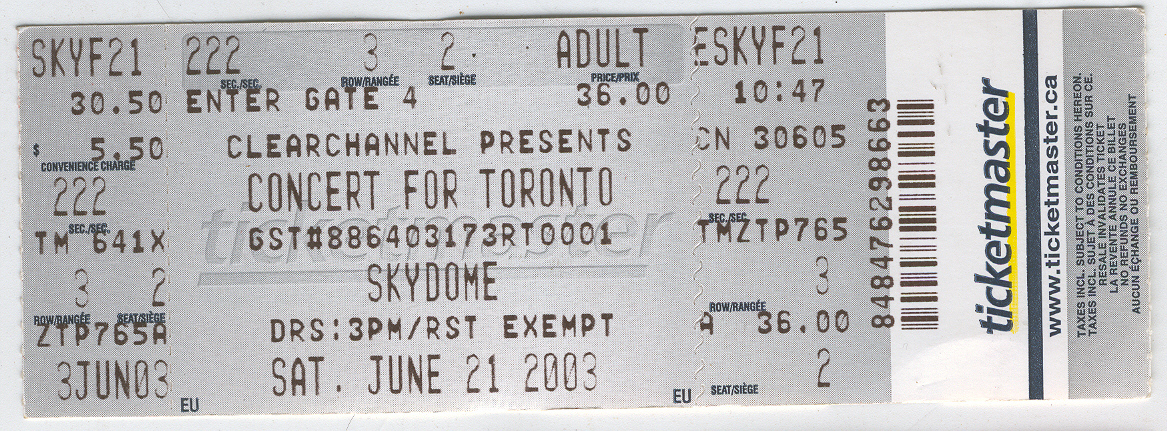 SKYF21
30.50
$ 5.50
CONVENIENCE CHARGE
222
SEC./SEC.
TM 641X
3 2
ROW/RANGÉE SEAT/SIÈGE
ZTP765A
3JUN03
222 3 2 ADULT
SEC./SEC. ROW/RANGÉE SEAT/SIÈGE PRICE/PRIX
ENTER GATE 4 36.00
CLEARCHANNEL PRESENTS
CONCERT FOR TORONTO
ticketmaster
GST#886403173RT0001
SKYDOME
DRS:3PM/RST EXEMPT
SAT. JUNE 21 2003
EU EU
ESKYF21
10:47
CN 30605
222
SEC./SEC.
TMZTP765
3
ROW/RANGÉE
A 36.00
2
SEAT/SIÈGE
848476298663
ticketmaster
www.ticketmaster.ca
TAXES INCL. SUBJECT TO CONDITIONS HEREON.
TAXES INCL. SUJET A DES CONDITIONS SUR CE.
RESALE INVALIDATES TICKET
LA REVENTE ANNULE CE BILLET
NO REFUNDS NO EXCHANGES
AUCUN ÉCHANGE OU REMBOURSEMENT